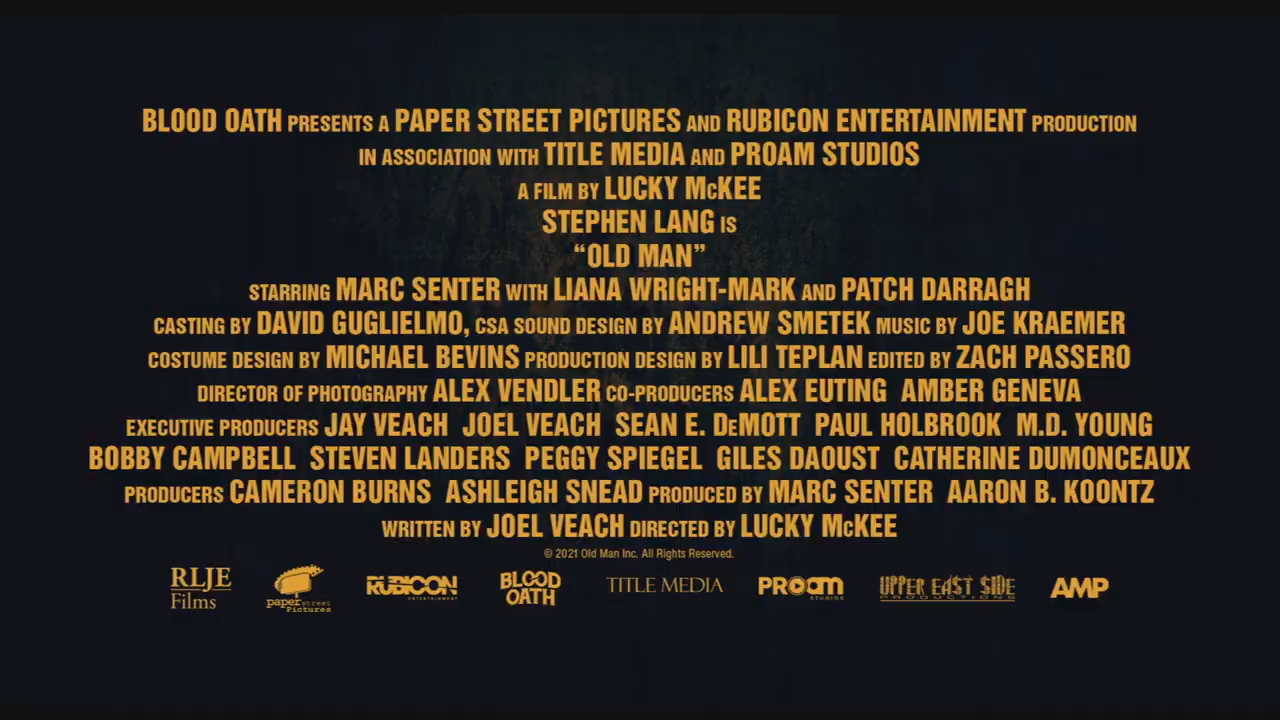 BLOOD OATH PRESENTS A PAPER STREET PICTURES AND RUBICON ENTERTAINMENT PRODUCTION
IN ASSOCIATION WITH TITLE MEDIA AND PROAM STUDIOS
A FILM BY LUCKY McKEE
STEPHEN LANG IS
“OLD MAN”
STARRING MARC SENTER WITH LIANA WRIGHT-MARK AND PATCH DARRAGH
CASTING BY DAVID GUGLIELMO, CSA SOUND DESIGN BY ANDREW SMETEK MUSIC BY JOE KRAEMER
COSTUME DESIGN BY MICHAEL BEVINS PRODUCTION DESIGN BY LILI TEPLAN EDITED BY ZACH PASSERO
DIRECTOR OF PHOTOGRAPHY ALEX VENDLER CO-PRODUCERS ALEX EUTING AMBER GENEVA
EXECUTIVE PRODUCERS JAY VEACH JOEL VEACH SEAN E. DeMOTT PAUL HOLBROOK M.D. YOUNG
BOBBY CAMPBELL STEVEN LANDERS PEGGY SPIEGEL GILES DAOUST CATHERINE DUMONCEAUX
PRODUCERS CAMERON BURNS ASHLEIGH SNEAD PRODUCED BY MARC SENTER AARON B. KOONTZ
WRITTEN BY JOEL VEACH DIRECTED BY LUCKY McKEE
© 2021 Old Man Inc. All Rights Reserved.
RLJE Films
paper street Pictures
RUBICON ENTERTAINMENT
BLOOD OATH
TITLE MEDIA
PROAM STUDIOS
UPPER EAST SIDE PRODUCTIONS
AMP